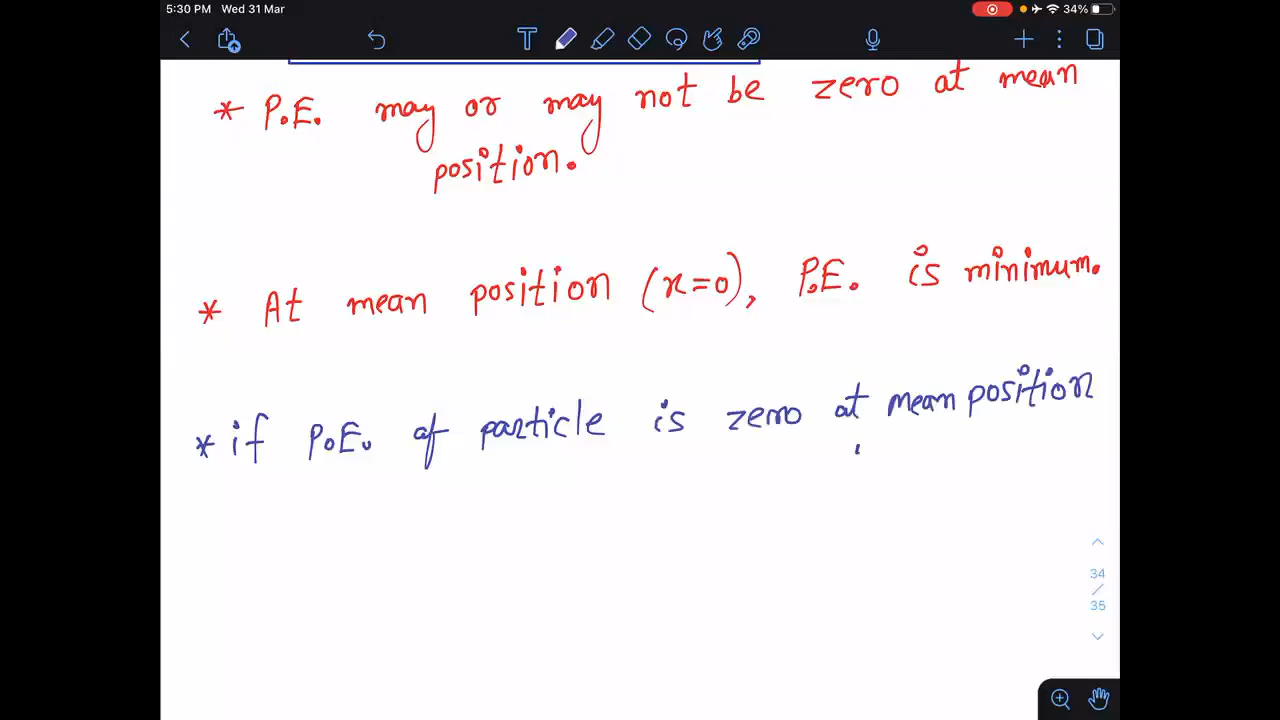 5:30 PM Wed 31 Mar
34%
* P.E. may or may not be zero at mean
position.
* At mean position (x=0), P.E. is minimum.
* if P.E. of particle is zero at mean position
34
/
35